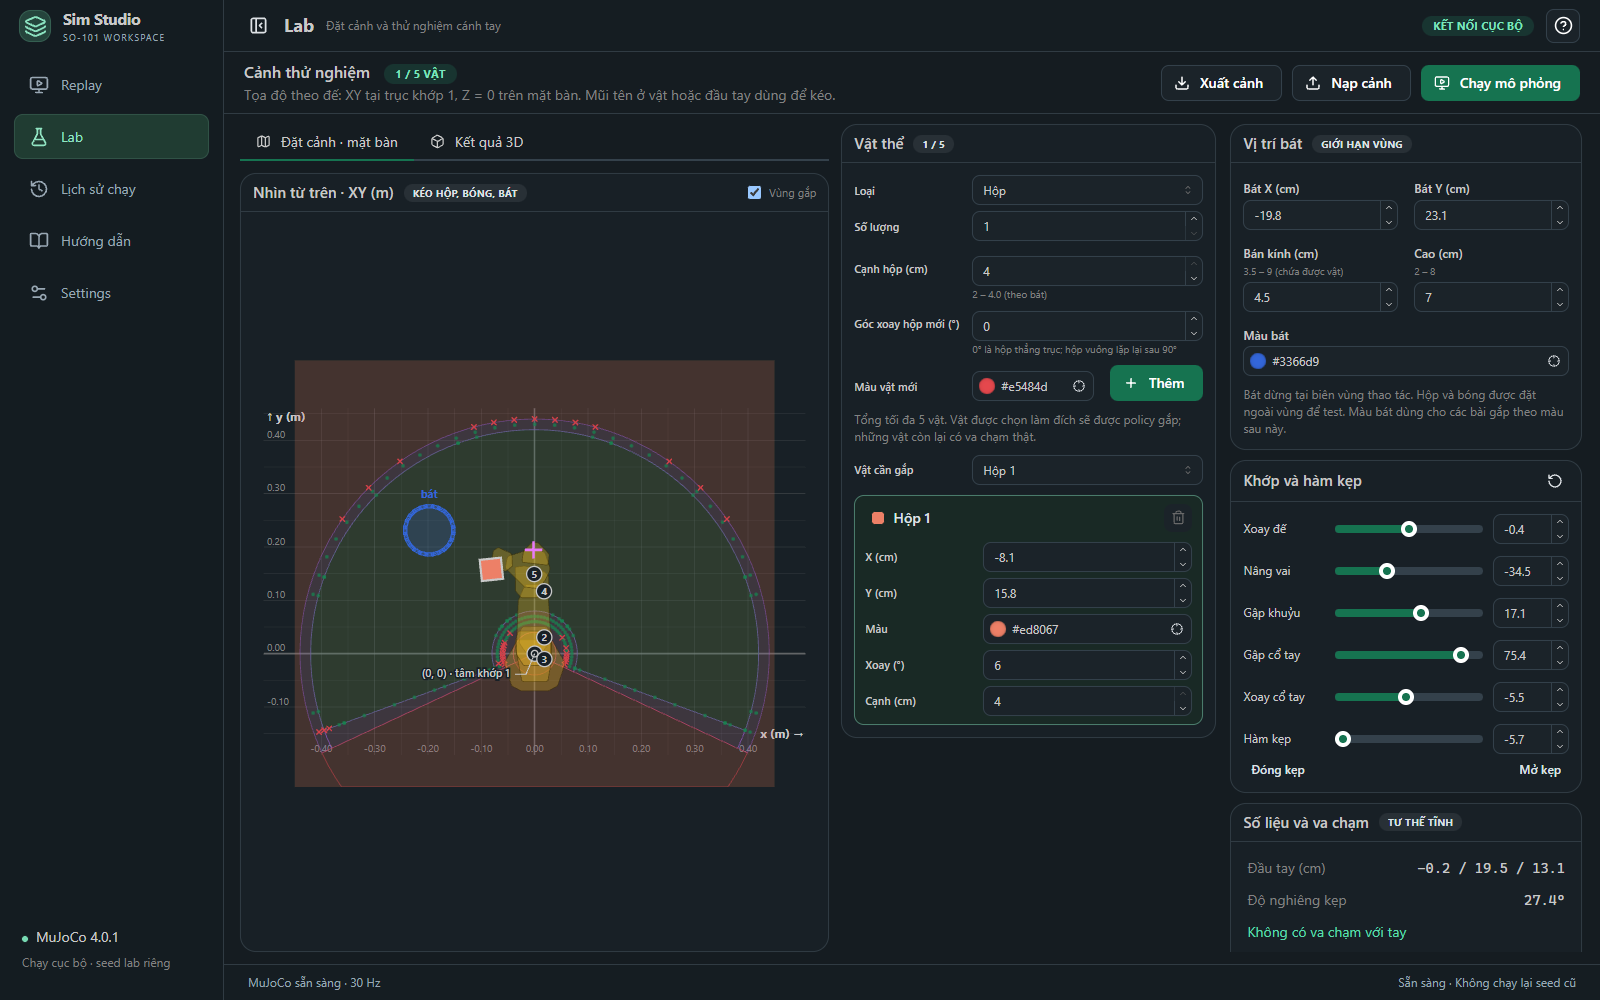 Sim Studio
SO-101 WORKSPACE
Replay
Lab
Lịch sử chạy
Hướng dẫn
Settings
MuJoCo 4.0.1
Chạy cục bộ · seed lab riêng
Lab
Đặt cảnh và thử nghiệm cánh tay
KẾT NỐI CỤC BỘ
Cảnh thử nghiệm
1 / 5 VẬT
Tọa độ theo đế: XY tại trục khớp 1, Z = 0 trên mặt bàn. Mũi tên ở vật hoặc đầu tay dùng để kéo.
Xuất cảnh
Nạp cảnh
Chạy mô phỏng
Đặt cảnh · mặt bàn
Kết quả 3D
Nhìn từ trên · XY (m)
KÉO HỘP, BÓNG, BÁT
Vùng gắp
↑ y (m)
0.40
0.30
0.20
0.10
0.00
-0.10
bát
5
4
2
3
(0, 0) · tâm khớp 1
x (m) →
-0.40
-0.30
-0.20
-0.10
0.00
0.10
0.20
0.30
0.40
Vật thể
1 / 5
Loại
Hộp
Số lượng
1
Cạnh hộp (cm)
4
2 – 4.0 (theo bát)
Góc xoay hộp mới (°)
0
0° là hộp thẳng trục; hộp vuông lặp lại sau 90°
Màu vật mới
#e5484d
Thêm
Tổng tối đa 5 vật. Vật được chọn làm đích sẽ được policy gắp;
những vật còn lại có va chạm thật.
Vật cần gắp
Hộp 1
Hộp 1
X (cm)
-8.1
Y (cm)
15.8
Màu
#ed8067
Xoay (°)
6
Cạnh (cm)
4
Vị trí bát
GIỚI HẠN VÙNG
Bát X (cm)
Bát Y (cm)
-19.8
23.1
Bán kính (cm)
Cao (cm)
3.5 – 9 (chứa được vật)
2 – 8
4.5
7
Màu bát
#3366d9
Bát dừng tại biên vùng thao tác. Hộp và bóng được đặt
ngoài vùng để test. Màu bát dùng cho các bài gắp theo màu
sau này.
Khớp và hàm kẹp
Xoay đế
-0.4
Nâng vai
-34.5
Gập khuỷu
17.1
Gập cổ tay
75.4
Xoay cổ tay
-5.5
Hàm kẹp
-5.7
Đóng kẹp
Mở kẹp
Số liệu và va chạm
TƯ THẾ TĨNH
Đầu tay (cm)
-0.2 / 19.5 / 13.1
Độ nghiêng kẹp
27.4°
Không có va chạm với tay
MuJoCo sẵn sàng · 30 Hz
Sẵn sàng · Không chạy lại seed cũ